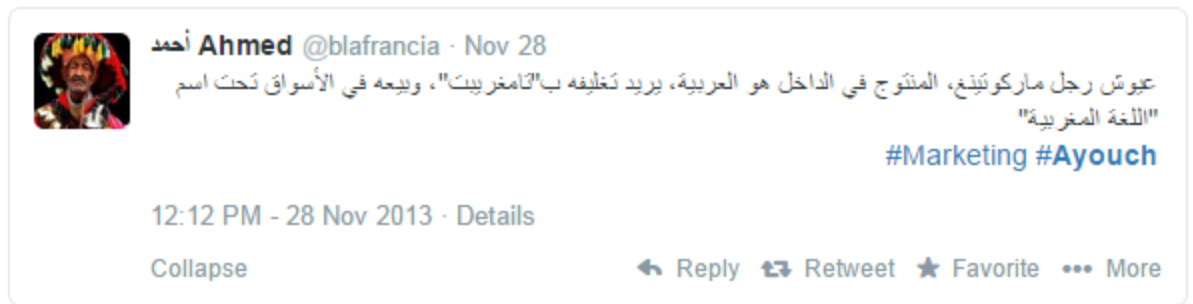 أحمد Ahmed @blafrancia · Nov 28
عيوش رجل ماركوتينغ، المنتوج في الداخل هو العربية، يريد تغليفه ب"تامغربيت"، وبيعه في الأسواق تحت اسم
"اللغة المغربية"
#Marketing #Ayouch
12:12 PM - 28 Nov 2013 · Details
Collapse Reply Retweet Favorite More